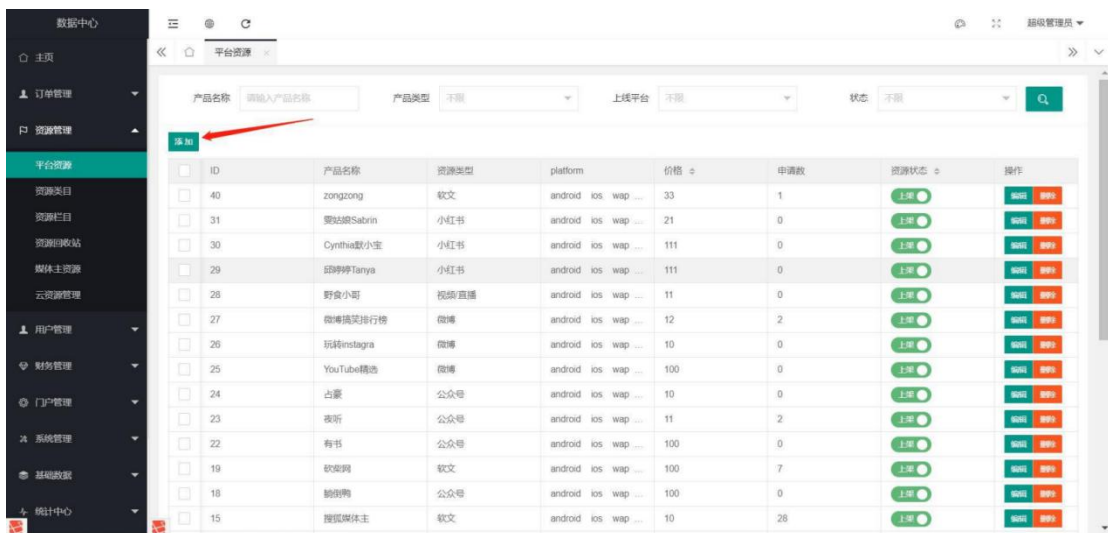 数据中心
超级管理员
主页
平台资源
订单管理
产品名称 请输入产品名称 产品类型 不限 上线平台 不限 状态 不限
资源管理
添加
平台资源
资源类目
资源栏目
资源回收站
媒体主资源
云资源管理
用户管理
财务管理
门户管理
系统管理
基础数据
统计中心
ID 产品名称 资源类型 platform 价格 申请数 资源状态 操作
40 zongzong 软文 android ios wap ... 33 1 上架 编辑 删除
31 Sabrin 小红书 android ios wap ... 21 0 上架 编辑 删除
30 Cynthia默小宝 小红书 android ios wap ... 111 0 上架 编辑 删除
29 邱婷婷Tanya 小红书 android ios wap ... 111 0 上架 编辑 删除
28 野食小哥 视频/直播 android ios wap ... 11 0 上架 编辑 删除
27 微博搞笑排行榜 微博 android ios wap ... 12 2 上架 编辑 删除
26 玩转instagra 微博 android ios wap ... 10 0 上架 编辑 删除
25 YouTube精选 微博 android ios wap ... 100 0 上架 编辑 删除
24 占豪 公众号 android ios wap ... 10 0 上架 编辑 删除
23 夜听 公众号 android ios wap ... 11 2 上架 编辑 删除
22 有书 公众号 android ios wap ... 100 0 上架 编辑 删除
19 软文 android ios wap ... 100 7 上架 编辑 删除
18 公众号 android ios wap ... 100 0 上架 编辑 删除
15 搜狐媒体主 软文 android ios wap ... 10 28 上架 编辑 删除